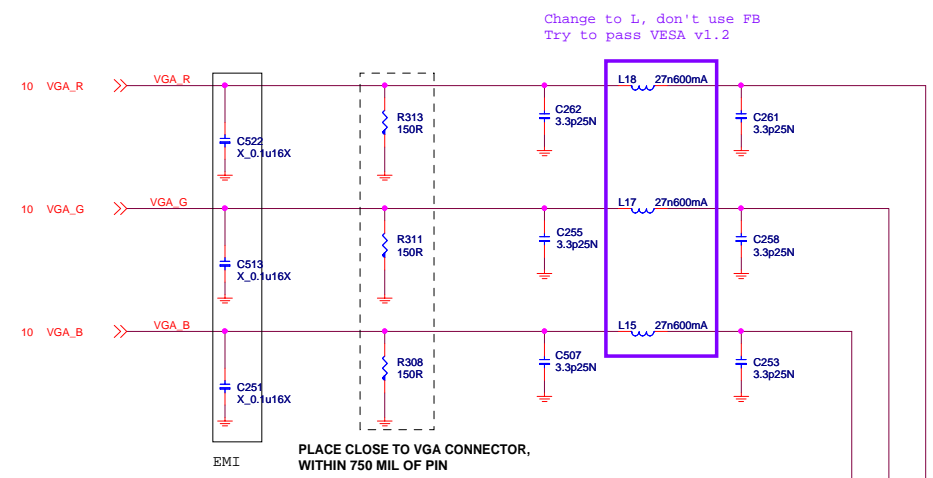 Change to L, don't use FB
Try to pass VESA v1.2
10 VGA_R
VGA_R
L18 27n600mA
C522
X_0.1u16X
R313
150R
C262
3.3p25N
C261
3.3p25N
10 VGA_G
VGA_G
L17 27n600mA
C513
X_0.1u16X
R311
150R
C255
3.3p25N
C258
3.3p25N
10 VGA_B
VGA_B
L15 27n600mA
C251
X_0.1u16X
R308
150R
C507
3.3p25N
C253
3.3p25N
EMI
PLACE CLOSE TO VGA CONNECTOR,
WITHIN 750 MIL OF PIN